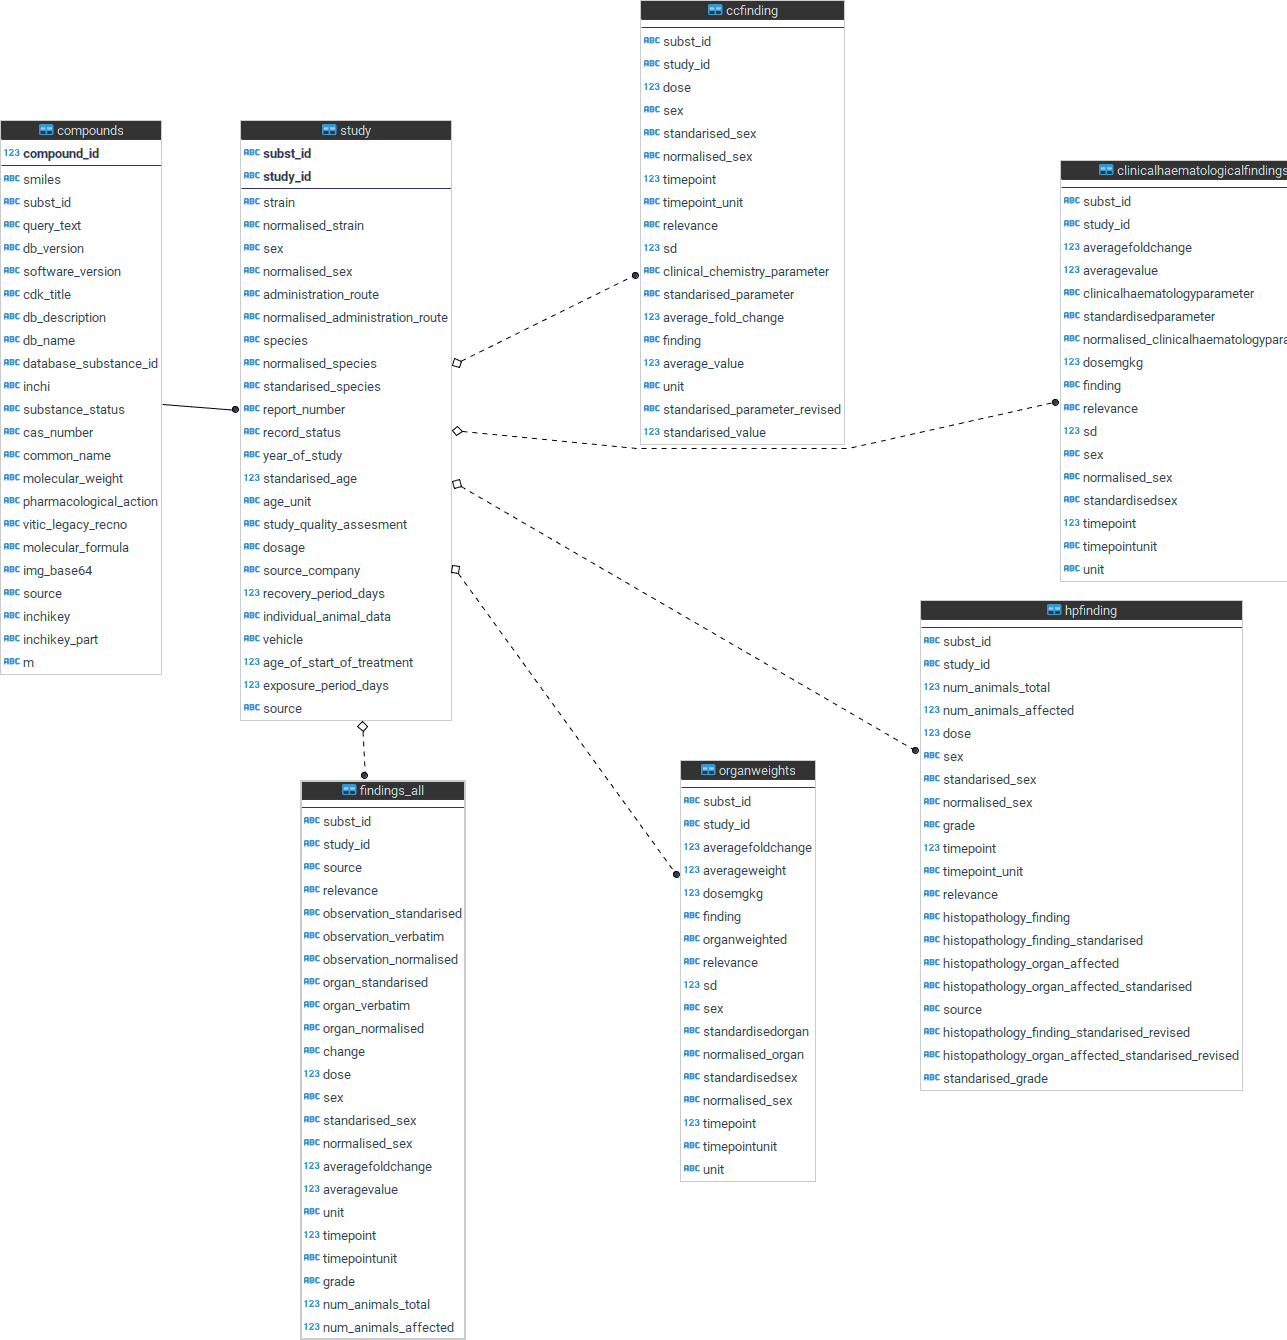 compounds
123 compound_id
ABC smiles
ABC subst_id
ABC query_text
ABC db_version
ABC software_version
ABC cdk_title
ABC db_description
ABC db_name
ABC database_substance_id
ABC inchi
ABC substance_status
ABC cas_number
ABC common_name
ABC molecular_weight
ABC pharmacological_action
ABC vitic_legacy_recno
ABC molecular_formula
ABC img_base64
ABC source
ABC inchikey
ABC inchikey_part
ABC m
study
ABC subst_id
ABC study_id
ABC strain
ABC normalised_strain
ABC sex
ABC normalised_sex
ABC administration_route
ABC normalised_administration_route
ABC species
ABC normalised_species
ABC standarised_species
ABC report_number
ABC record_status
ABC year_of_study
123 standarised_age
ABC age_unit
ABC study_quality_assesment
ABC dosage
ABC source_company
123 recovery_period_days
ABC individual_animal_data
ABC vehicle
123 age_of_start_of_treatment
123 exposure_period_days
ABC source
ccfinding
ABC subst_id
ABC study_id
123 dose
ABC sex
ABC standarised_sex
ABC normalised_sex
123 timepoint
ABC timepoint_unit
ABC relevance
123 sd
ABC clinical_chemistry_parameter
ABC standarised_parameter
123 average_fold_change
ABC finding
123 average_value
ABC unit
ABC standarised_parameter_revised
123 standarised_value
clinicalhaematologicalfindings
ABC subst_id
ABC study_id
123 averagefoldchange
123 averagevalue
ABC clinicalhaematologyparameter
ABC standardisedparameter
ABC normalised_clinicalhaematologypara
123 dosemgkg
ABC finding
ABC relevance
123 sd
ABC sex
ABC normalised_sex
ABC standardisedsex
123 timepoint
ABC timepointunit
ABC unit
hpfinding
ABC subst_id
ABC study_id
123 num_animals_total
123 num_animals_affected
123 dose
ABC sex
ABC standarised_sex
ABC normalised_sex
ABC grade
123 timepoint
ABC timepoint_unit
ABC relevance
ABC histopathology_finding
ABC histopathology_finding_standarised
ABC histopathology_organ_affected
ABC histopathology_organ_affected_standarised
ABC source
ABC histopathology_finding_standarised_revised
ABC histopathology_organ_affected_standarised_revised
ABC standarised_grade
organweights
ABC subst_id
ABC study_id
123 averagefoldchange
123 averageweight
123 dosemgkg
ABC finding
ABC organweighted
ABC relevance
123 sd
ABC sex
ABC standardisedorgan
ABC normalised_organ
ABC standardisedsex
ABC normalised_sex
123 timepoint
ABC timepointunit
ABC unit
findings_all
ABC subst_id
ABC study_id
ABC source
ABC relevance
ABC observation_standarised
ABC observation_verbatim
ABC observation_normalised
ABC organ_standarised
ABC organ_verbatim
ABC organ_normalised
ABC change
123 dose
ABC sex
ABC standarised_sex
ABC normalised_sex
123 averagefoldchange
123 averagevalue
ABC unit
123 timepoint
ABC timepointunit
ABC grade
123 num_animals_total
123 num_animals_affected